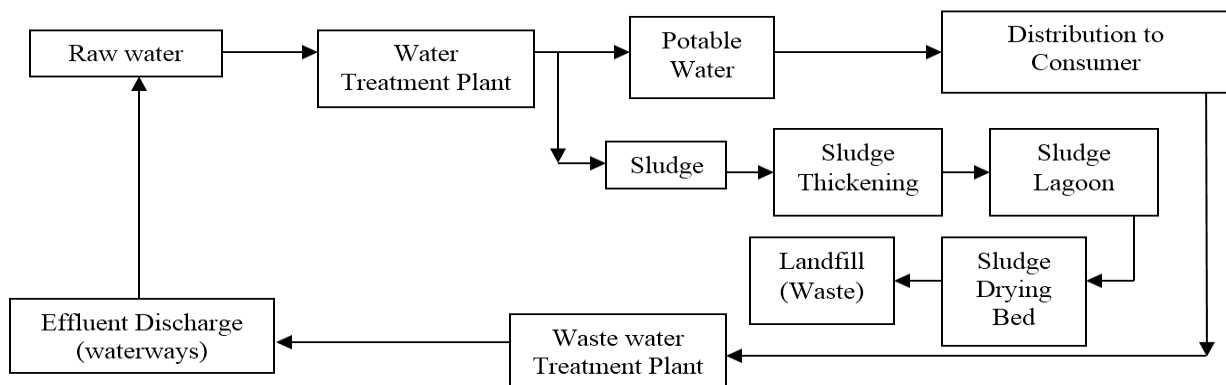 Raw water
Water
Treatment Plant
Potable
Water
Distribution to
Consumer
Sludge
Sludge
Thickening
Sludge
Lagoon
Landfill
(Waste)
Sludge
Drying
Bed
Effluent Discharge
(waterways)
Waste water
Treatment Plant